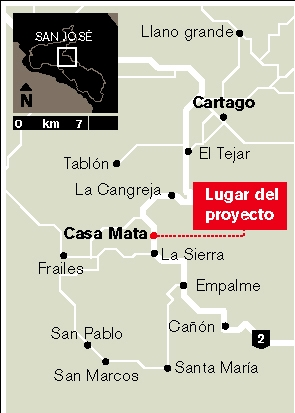 SAN JOSÉ
N
0 km 7
Llano grande
Cartago
El Tejar
Tablón
La Cangreja
Lugar del
proyecto
Casa Mata
La Sierra
Frailes
Empalme
Cañón
2
San Pablo
San Marcos
Santa María